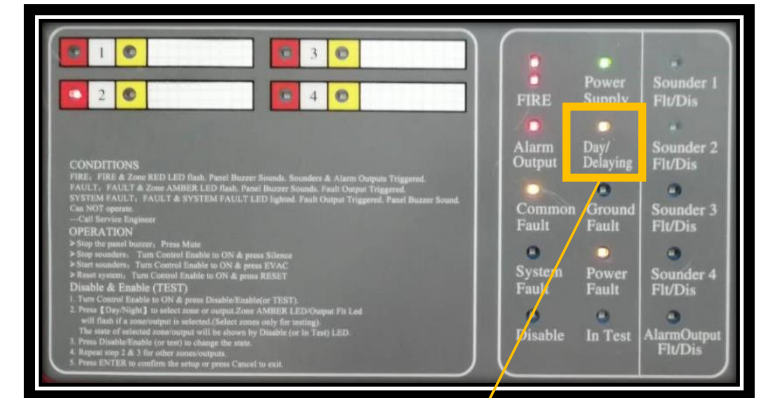 1
3
2
4
CONDITIONS
FIRE: FIRE & Zone RED LED flash. Panel Buzzer Sounds. Sounders & Alarm Outputs Triggered.
FAULT: FAULT & Zone AMBER LED flash. Panel Buzzer Sounds. Fault Output Triggered.
SYSTEM FAULT: FAULT & SYSTEM FAULT LED lighted. Fault Output Triggered. Panel Buzzer Sound.
Can NOT operate.
---Call Service Engineer
OPERATION
➤Stop the panel buzzer: Press Mute
➤Stop sounders: Turn Control Enable to ON & press Silence
➤Start sounders: Turn Control Enable to ON & press EVAC
➤Reset system: Turn Control Enable to ON & press RESET
Disable & Enable (TEST)
1. Turn Control Enable to ON & press Disable/Enable(or TEST).
2. Press【Day/Night】to select zone or output.Zone AMBER LED/Output Flt Led
will flash if a zone/output is selected.(Select zones only for testing).
The state of selected zone/output will be shown by Disable (or In Test) LED.
3. Press Disable/Enable (or test) to change the state.
4. Repeat step 2 & 3 for other zones/outputs.
5. Press ENTER to confirm the setup or press Cancel to exit.
FIRE
Power
Supply
Sounder 1
Flt/Dis
Alarm
Output
Day/
Delaying
Sounder 2
Flt/Dis
Common
Fault
Ground
Fault
Sounder 3
Flt/Dis
System
Fault
Power
Fault
Sounder 4
Flt/Dis
Disable
In Test
AlarmOutput
Flt/Dis